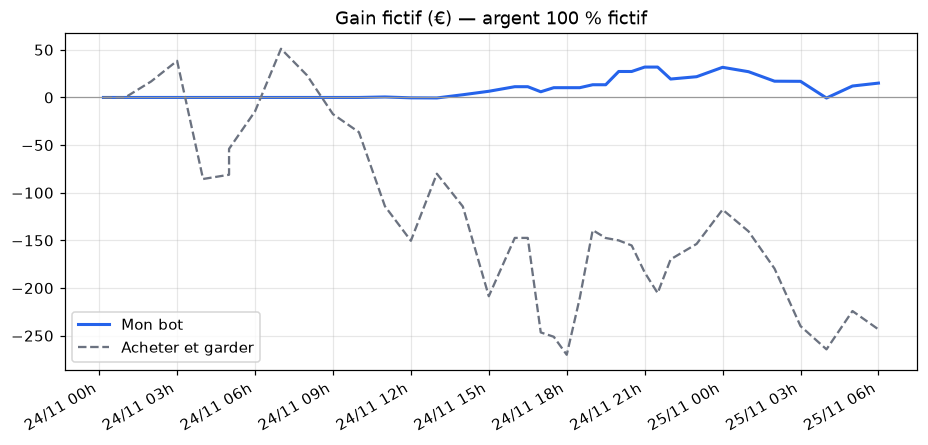 Gain fictif (€) — argent 100 % fictif
50
0
−50
−100
−150
−200
−250
Mon bot
Acheter et garder
24/11 00h
24/11 03h
24/11 06h
24/11 09h
24/11 12h
24/11 15h
24/11 18h
24/11 21h
25/11 00h
25/11 03h
25/11 06h